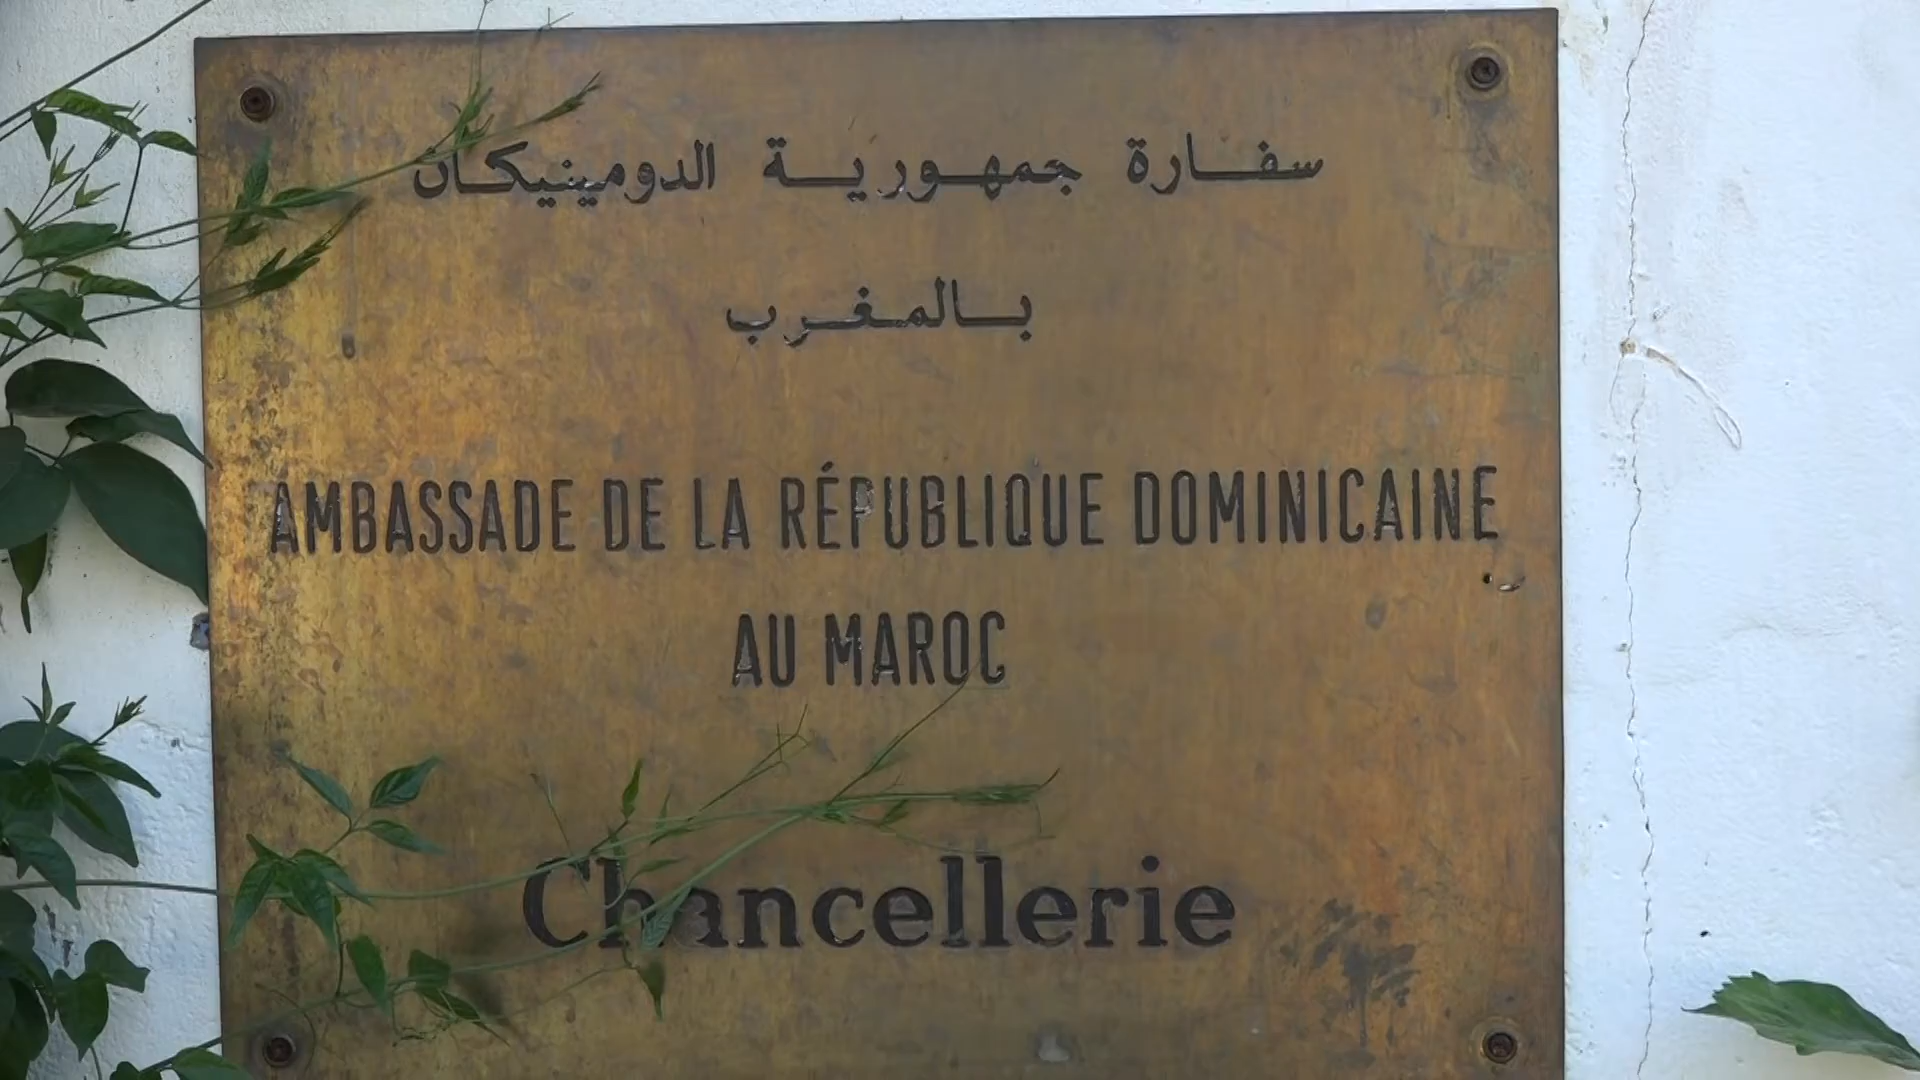 سفارة جمهورية الدومينيكان
بالمغرب
AMBASSADE DE LA RÉPUBLIQUE DOMINICAINE
AU MAROC
Chancellerie